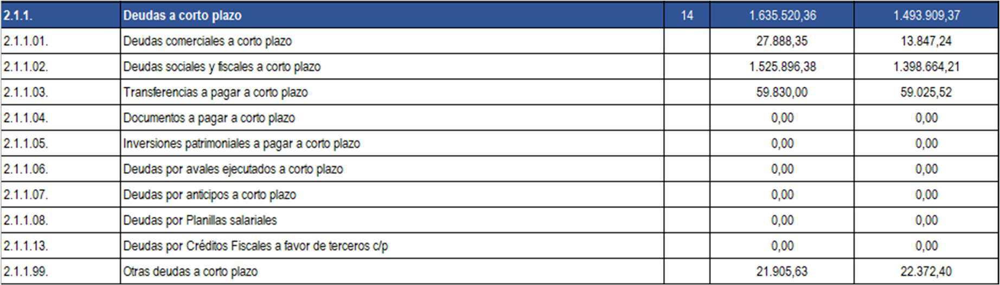 2.1.1. Deudas a corto plazo 14 1.635.520,36 1.493.909,37
2.1.1.01. Deudas comerciales a corto plazo 27.888,35 13.847,24
2.1.1.02. Deudas sociales y fiscales a corto plazo 1.525.896,38 1.398.664,21
2.1.1.03. Transferencias a pagar a corto plazo 59.830,00 59.025,52
2.1.1.04. Documentos a pagar a corto plazo 0,00 0,00
2.1.1.05. Inversiones patrimoniales a pagar a corto plazo 0,00 0,00
2.1.1.06. Deudas por avales ejecutados a corto plazo 0,00 0,00
2.1.1.07. Deudas por anticipos a corto plazo 0,00 0,00
2.1.1.08. Deudas por Planillas salariales 0,00 0,00
2.1.1.13. Deudas por Créditos Fiscales a favor de terceros c/p 0,00 0,00
2.1.1.99. Otras deudas a corto plazo 21.905,63 22.372,40